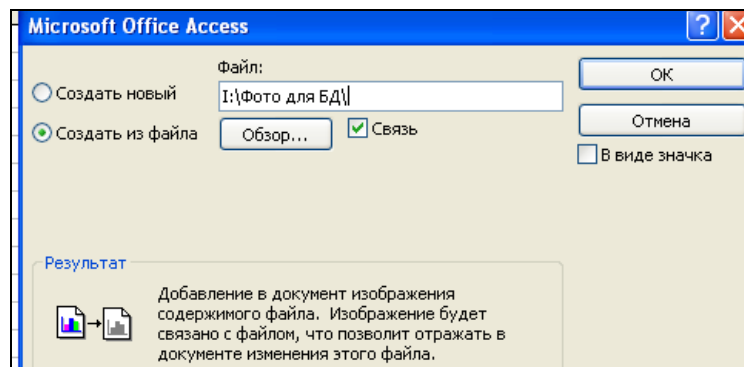 Microsoft Office Access
Файл:
Создать новый
I:\Фото для БД\
ОК
Создать из файла
Обзор...
Связь
Отмена
В виде значка
Результат
Добавление в документ изображения
содержимого файла. Изображение будет
связано с файлом, что позволит отражать в
документе изменения этого файла.